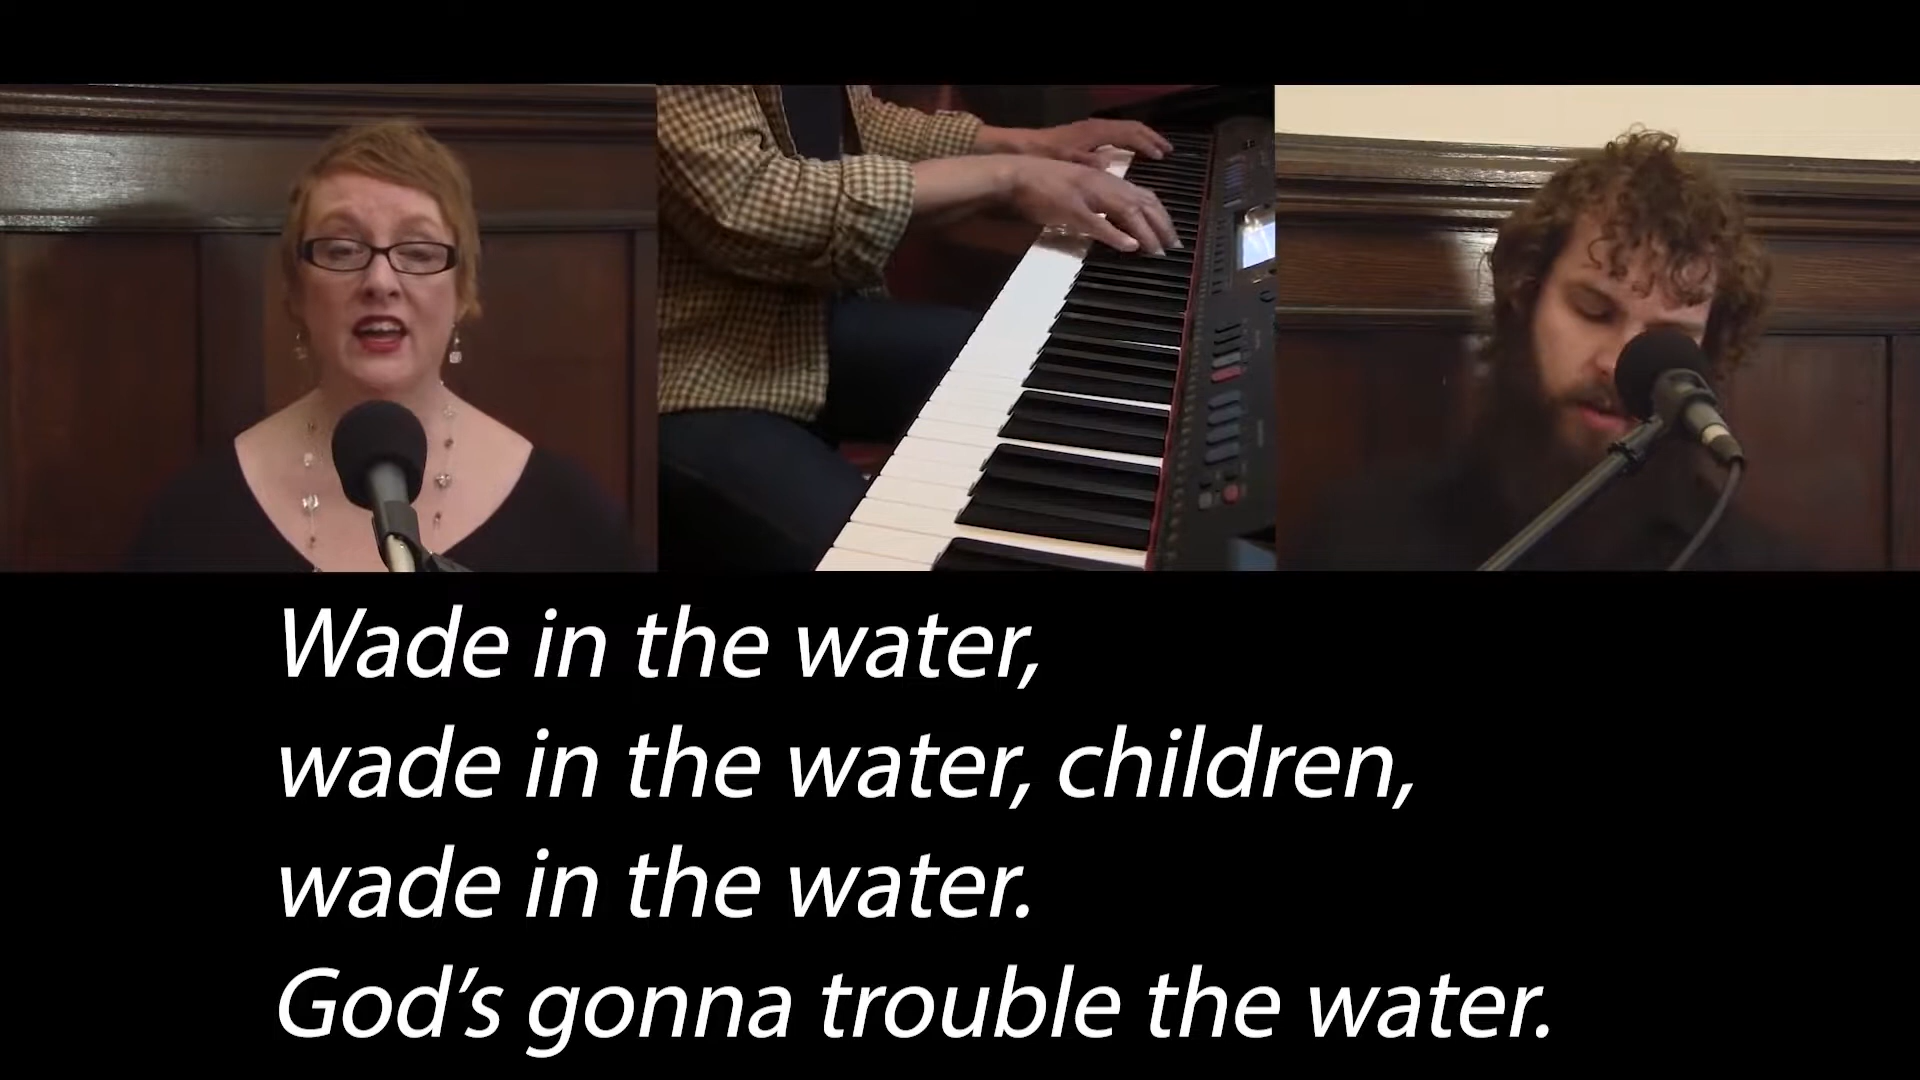 Wade in the water,
wade in the water, children,
wade in the water.
God’s gonna trouble the water.